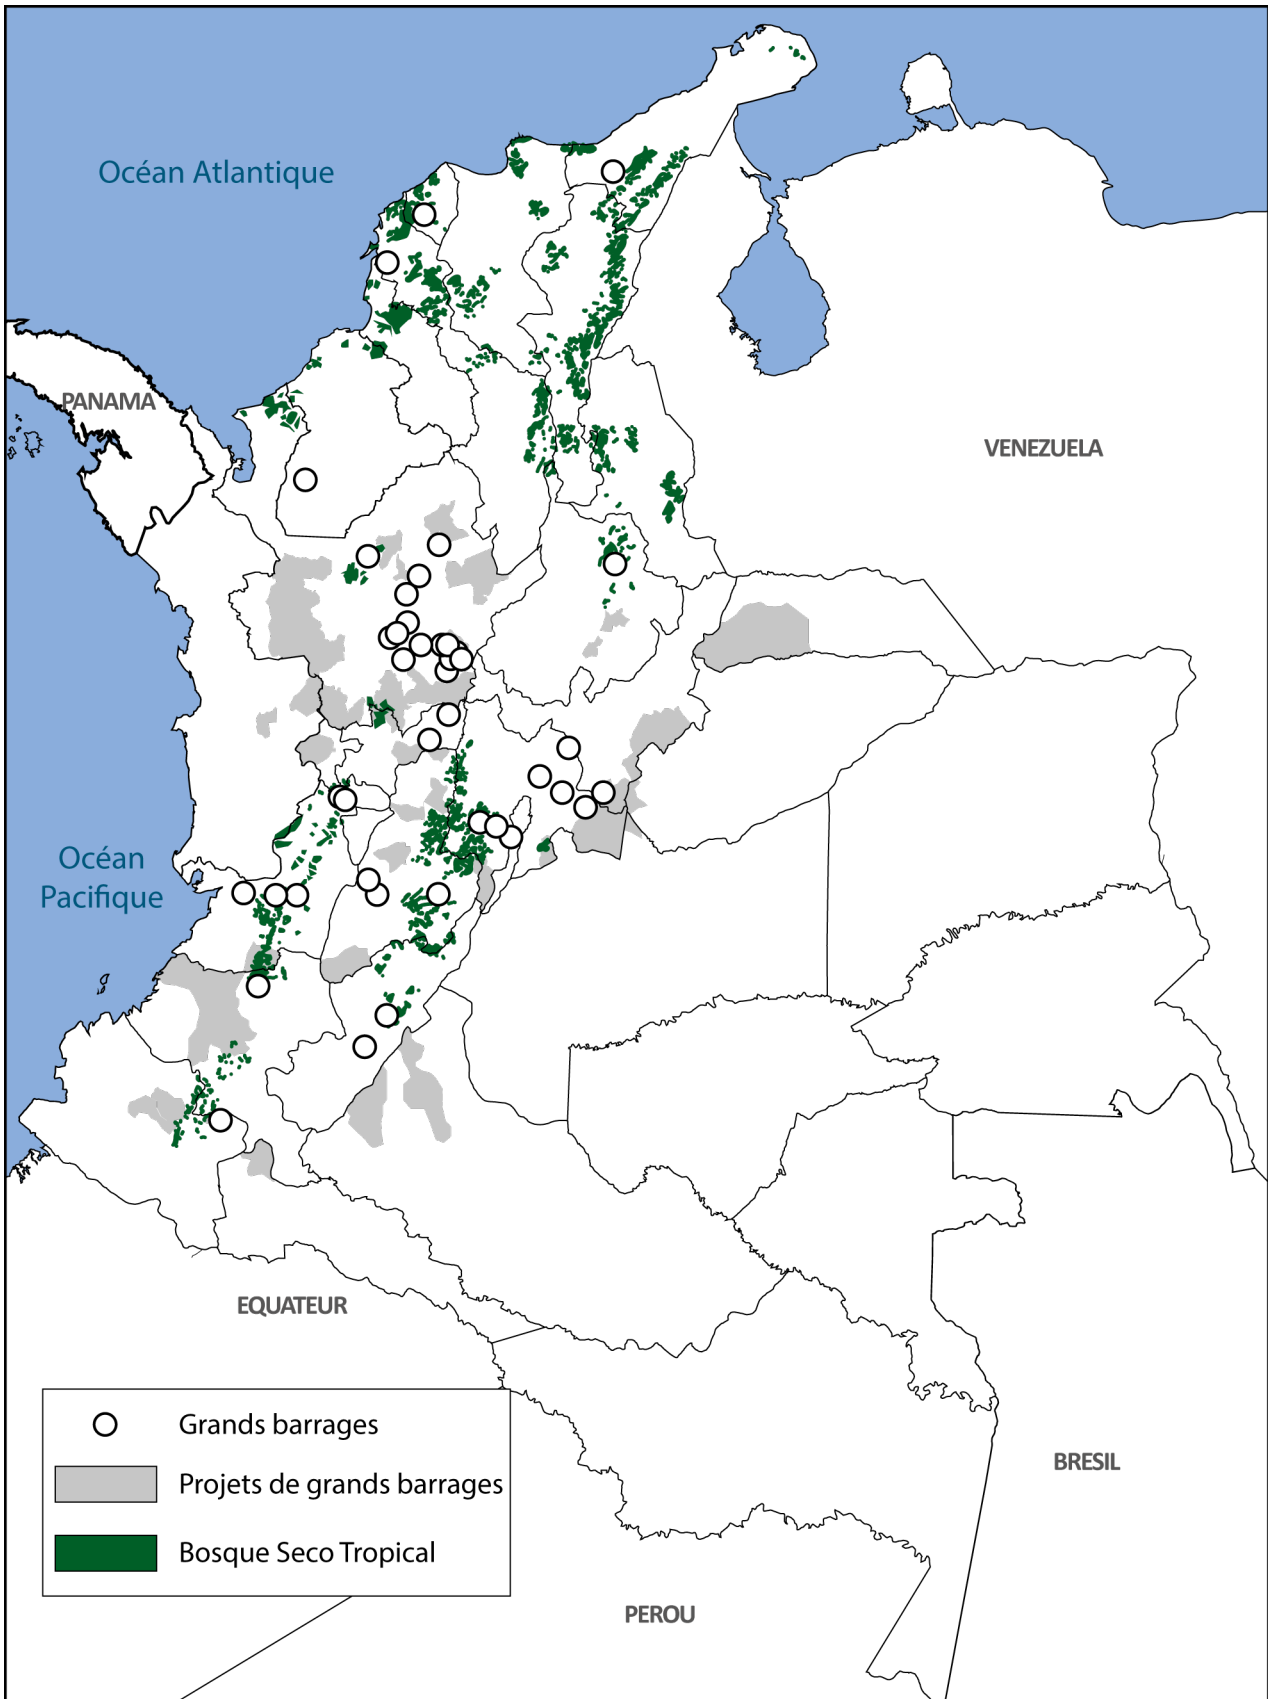 Océan Atlantique
PANAMA
VENEZUELA
Océan
Pacifique
EQUATEUR
Grands barrages
BRESIL
Projets de grands barrages
Bosque Seco Tropical
PEROU